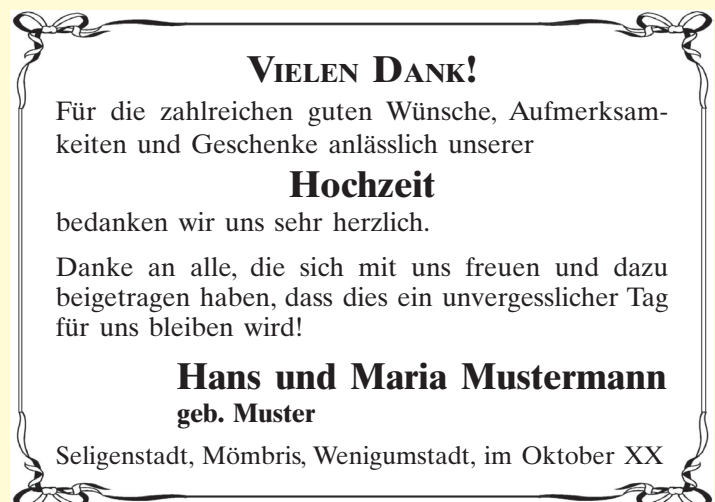 VIELEN DANK!
Für die zahlreichen guten Wünsche, Aufmerksam-
keiten und Geschenke anlässlich unserer
Hochzeit
bedanken wir uns sehr herzlich.
Danke an alle, die sich mit uns freuen und dazu
beigetragen haben, dass dies ein unvergesslicher Tag
für uns bleiben wird!
Hans und Maria Mustermann
geb. Muster
Seligenstadt, Mömbris, Wenigumstadt, im Oktober XX